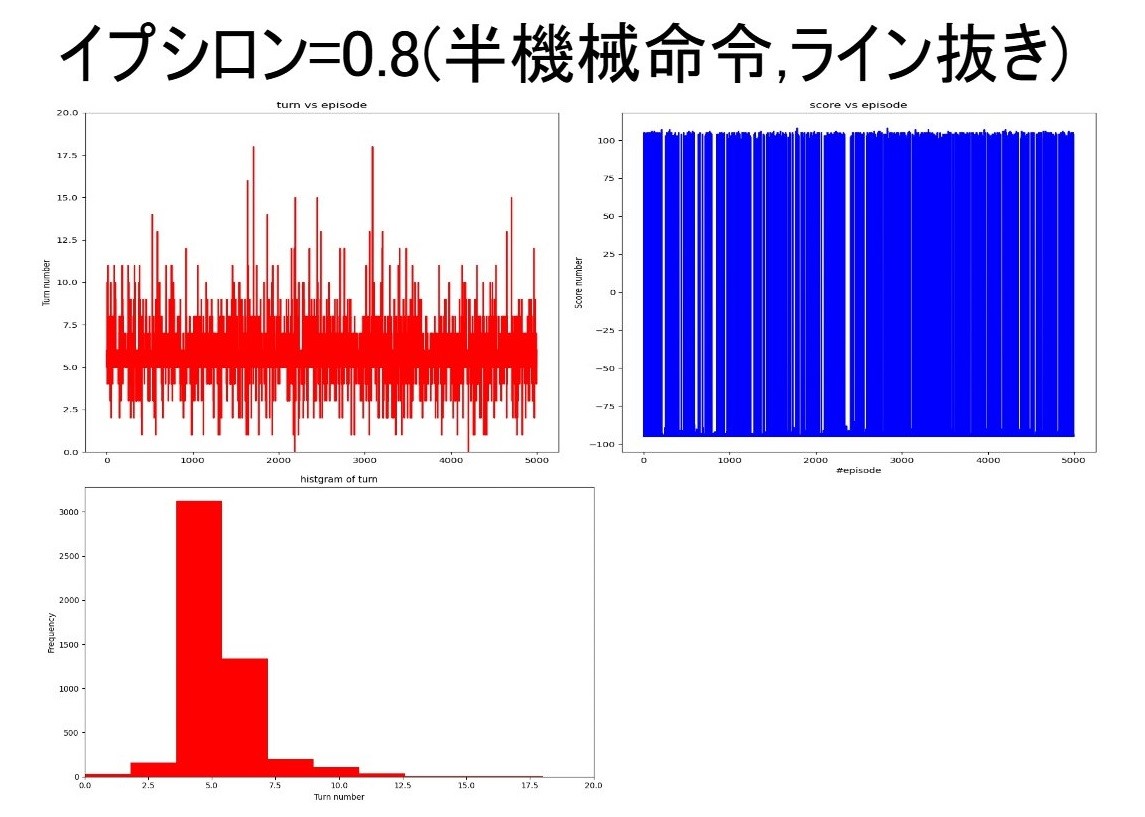 イプシロン=0.8(半機械命令,ライン抜き)
turn vs episode
20.0
17.5
15.0
12.5
10.0
7.5
5.0
2.5
0.0
Turn number
0 1000 2000 3000 4000 5000
score vs episode
100
75
50
25
0
−25
−50
−75
−100
Score number
0 1000 2000 3000 4000 5000
#episode
histgram of turn
3000
2500
2000
1500
1000
500
0
Frequency
0.0 2.5 5.0 7.5 10.0 12.5 15.0 17.5 20.0
Turn number